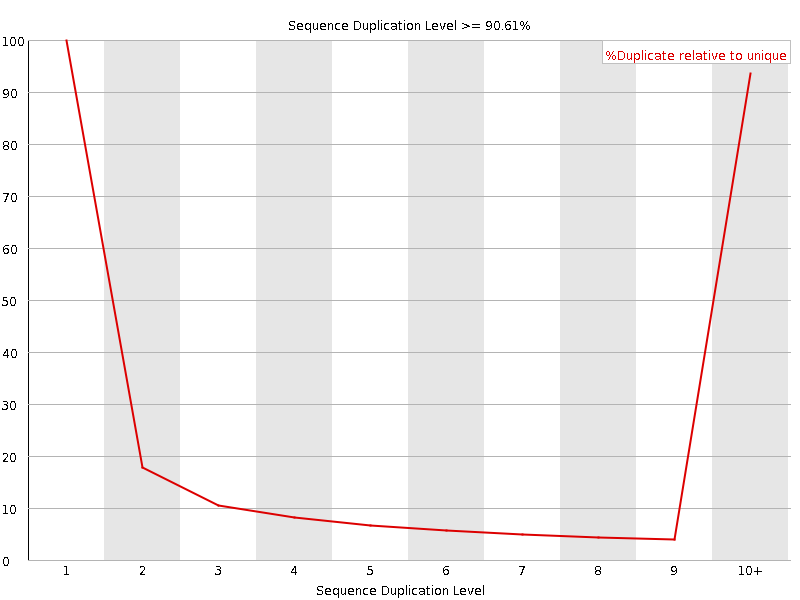 Sequence Duplication Level >= 90.61%
%Duplicate relative to unique
100
90
80
70
60
50
40
30
20
10
0
1 2 3 4 5 6 7 8 9 10+
Sequence Duplication Level